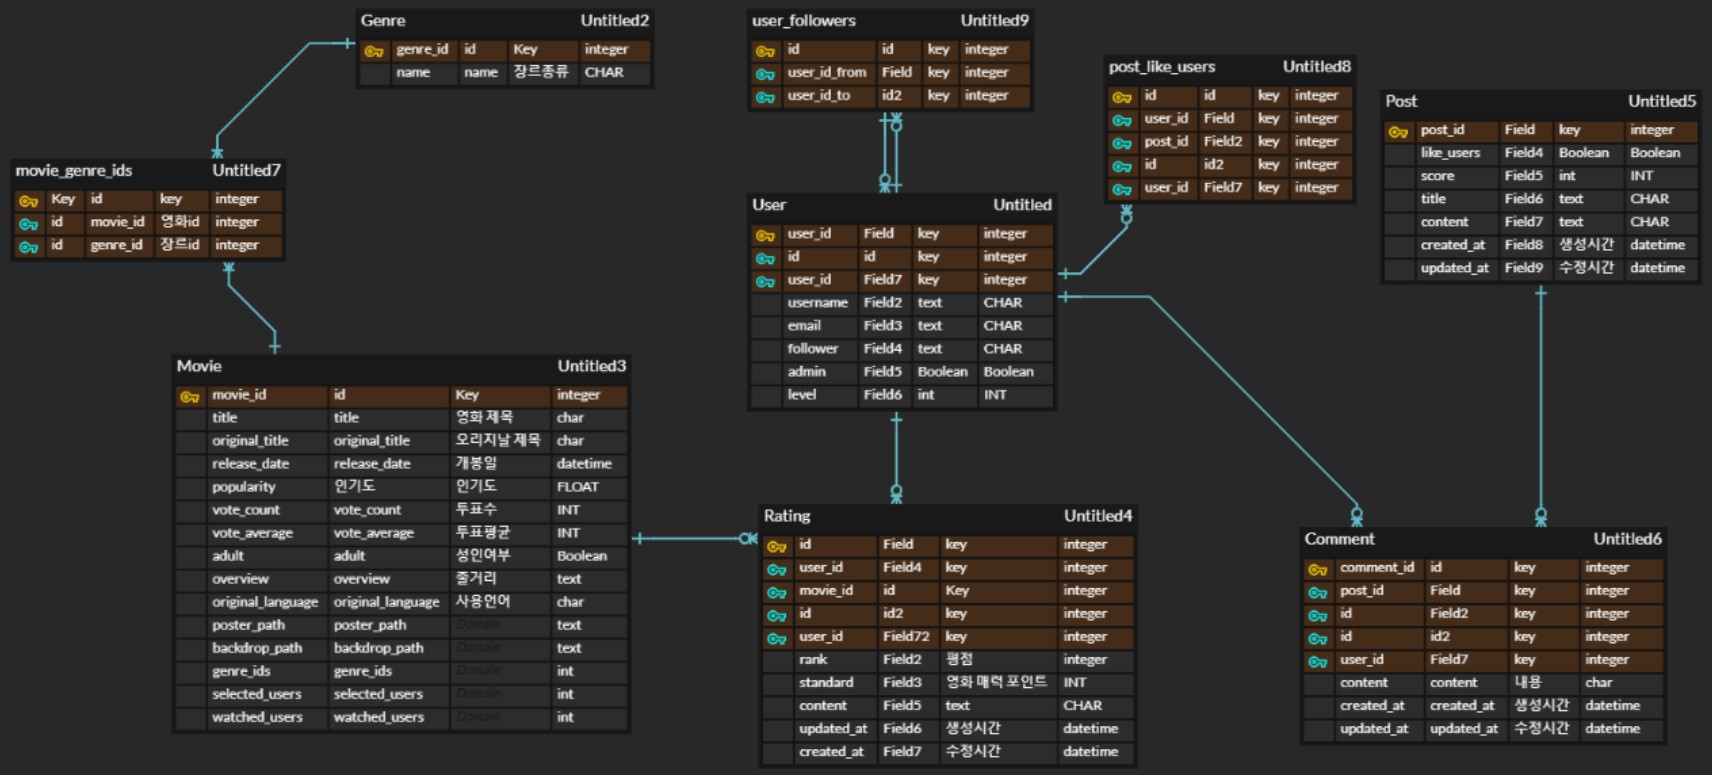 Genre Untitled2
genre_id id Key integer
name name 장르종류 CHAR
user_followers Untitled9
id id key integer
user_id_from Field key integer
user_id_to id2 key integer
post_like_users Untitled8
id id key integer
user_id Field key integer
post_id Field2 key integer
id id2 key integer
user_id Field7 key integer
Post Untitled5
post_id Field key integer
like_users Field4 Boolean Boolean
score Field5 int INT
title Field6 text CHAR
content Field7 text CHAR
created_at Field8 생성시간 datetime
updated_at Field9 수정시간 datetime
movie_genre_ids Untitled7
Key id key integer
id movie_id 영화id integer
id genre_id 장르id integer
User Untitled
user_id Field key integer
id id key integer
user_id Field7 key integer
username Field2 text CHAR
email Field3 text CHAR
follower Field4 text CHAR
admin Field5 Boolean Boolean
level Field6 int INT
Movie Untitled3
movie_id id Key integer
title title 영화 제목 char
original_title original_title 오리지날 제목 char
release_date release_date 개봉일 datetime
popularity 인기도 인기도 FLOAT
vote_count vote_count 투표수 INT
vote_average vote_average 투표평균 INT
adult adult 성인여부 Boolean
overview overview 줄거리 text
original_language original_language 사용언어 char
poster_path poster_path Domain text
backdrop_path backdrop_path Domain text
genre_ids genre_ids Domain int
selected_users selected_users Domain int
watched_users watched_users Domain int
Rating Untitled4
id Field key integer
user_id Field4 key integer
movie_id id Key integer
id id2 key integer
user_id Field72 key integer
rank Field2 평점 integer
standard Field3 영화 매력 포인트 INT
content Field5 text CHAR
updated_at Field6 생성시간 datetime
created_at Field7 수정시간 datetime
Comment Untitled6
comment_id id key integer
post_id Field key integer
id Field2 key integer
id id2 key integer
user_id Field7 key integer
content content 내용 char
created_at created_at 생성시간 datetime
updated_at updated_at 수정시간 datetime